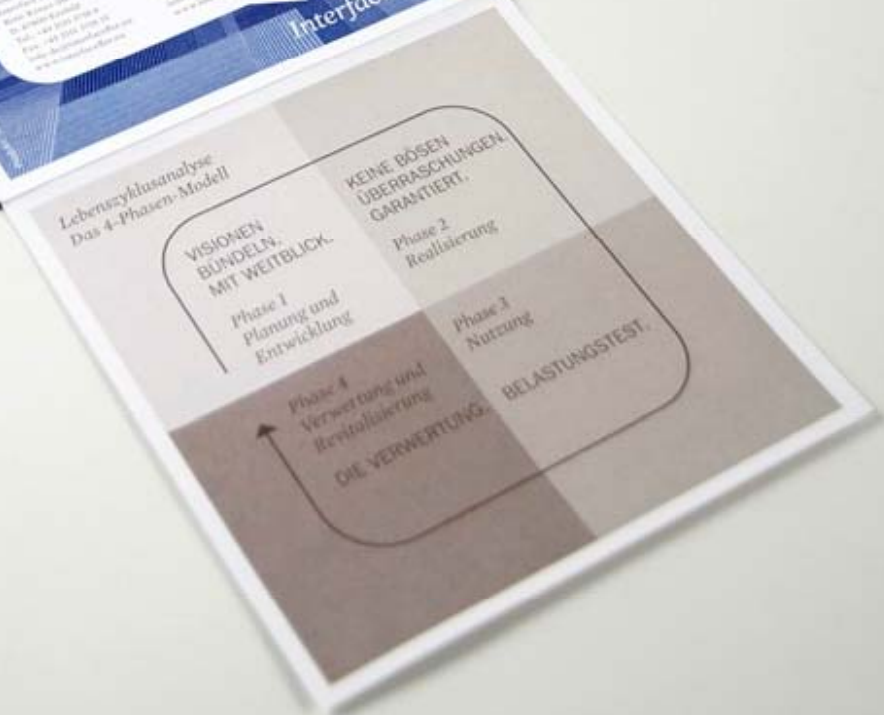 Interfac
Lebenszyklusanalyse
Das 4-Phasen-Modell
VISIONEN
BÜNDELN.
MIT WEITBLICK.
Phase 1
Planung und
Entwicklung
KEINE BÖSEN
ÜBERRASCHUNGEN.
GARANTIERT.
Phase 2
Realisierung
Phase 3
Nutzung
BELASTUNGSTEST.
Phase 4
Verwertung und
Revitalisierung
DIE VERWERTUNG.